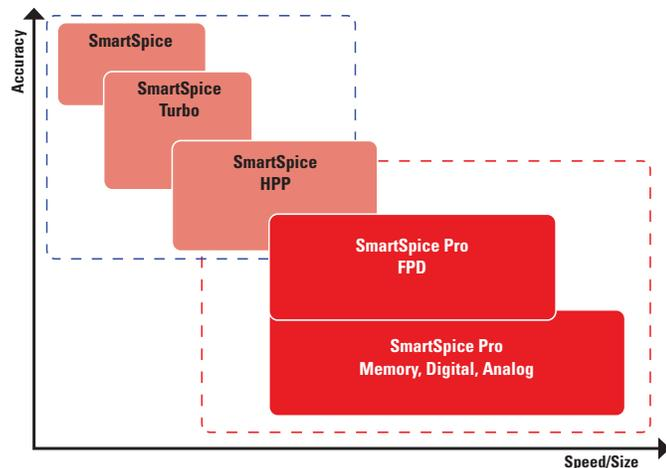 Accuracy
SmartSpice
SmartSpice
Turbo
SmartSpice
HPP
SmartSpice Pro
FPD
SmartSpice Pro
Memory, Digital, Analog
Speed/Size